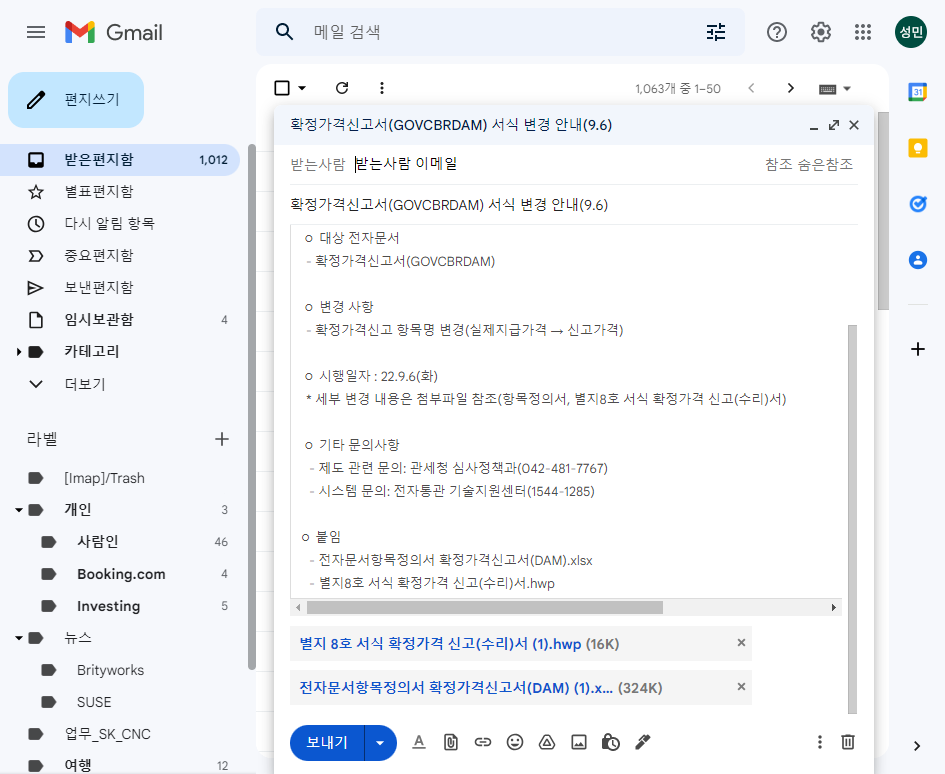 Gmail
메일 검색
성민
편지쓰기
1,063개 중 1–50
31
받은편지함 1,012
별표편지함
다시 알림 항목
중요편지함
보낸편지함
임시보관함 4
카테고리
더보기
라벨
[Imap]/Trash
개인 3
사람인 46
Booking.com 4
Investing 5
뉴스
Brityworks
SUSE
업무_SK_CNC
여행 12
확정가격신고서(GOVCBRDAM) 서식 변경 안내(9.6)
받는사람 받는사람 이메일 참조 숨은참조
확정가격신고서(GOVCBRDAM) 서식 변경 안내(9.6)
ㅇ 대상 전자문서
- 확정가격신고서(GOVCBRDAM)
ㅇ 변경 사항
- 확정가격신고 항목명 변경(실제지급가격 → 신고가격)
ㅇ 시행일자 : 22.9.6(화)
* 세부 변경 내용은 첨부파일 참조(항목정의서, 별지8호 서식 확정가격 신고(수리)서)
ㅇ 기타 문의사항
- 제도 관련 문의: 관세청 심사정책과(042-481-7767)
- 시스템 문의: 전자통관 기술지원센터(1544-1285)
ㅇ 붙임
- 전자문서항목정의서 확정가격신고서(DAM).xlsx
- 별지8호 서식 확정가격 신고(수리)서.hwp
별지 8호 서식 확정가격 신고(수리)서 (1).hwp (16K)
전자문서항목정의서 확정가격신고서(DAM) (1).x... (324K)
보내기